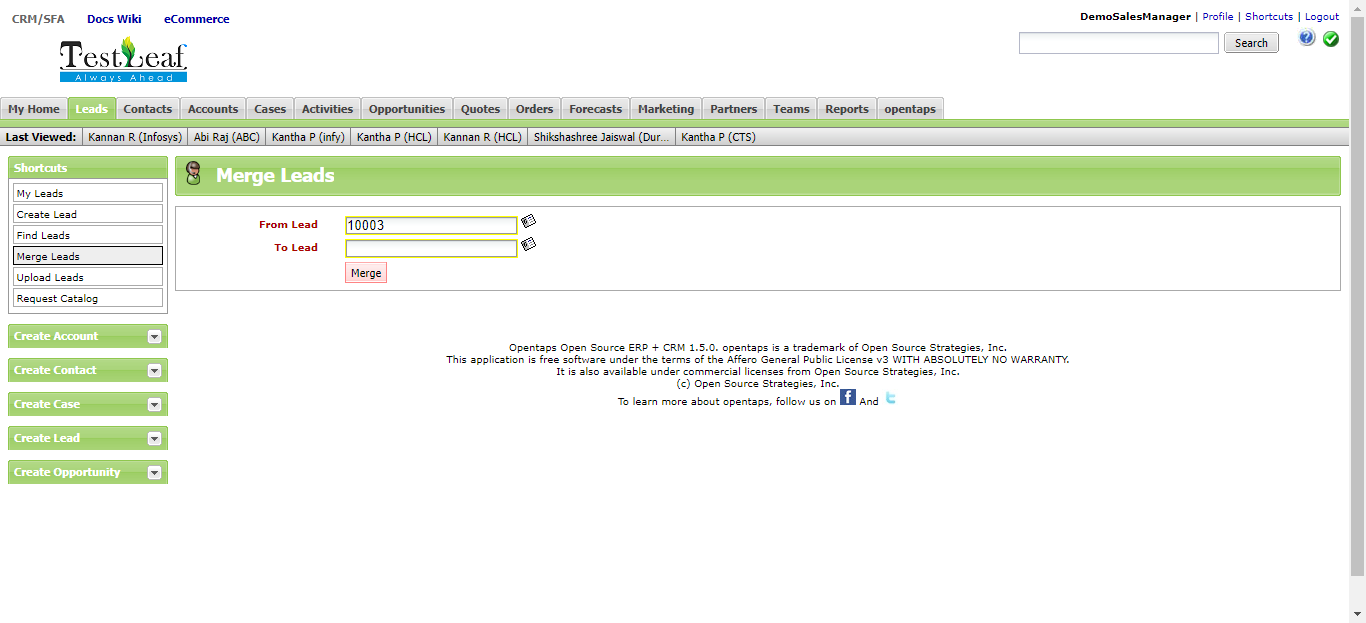 CRM/SFA Docs Wiki eCommerce
DemoSalesManager | Profile | Shortcuts | Logout
Search
TestLeaf
Always Ahead
My Home Leads Contacts Accounts Cases Activities Opportunities Quotes Orders Forecasts Marketing Partners Teams Reports opentaps
Last Viewed: Kannan R (Infosys) Abi Raj (ABC) Kantha P (infy) Kantha P (HCL) Kannan R (HCL) Shikshashree Jaiswal (Dur... Kantha P (CTS)
Shortcuts
My Leads
Create Lead
Find Leads
Merge Leads
Upload Leads
Request Catalog
Create Account
Create Contact
Create Case
Create Lead
Create Opportunity
Merge Leads
From Lead 10003
To Lead
Merge
Opentaps Open Source ERP + CRM 1.5.0. opentaps is a trademark of Open Source Strategies, Inc.
This application is free software under the terms of the Affero General Public License v3 WITH ABSOLUTELY NO WARRANTY.
It is also available under commercial licenses from Open Source Strategies, Inc.
(c) Open Source Strategies, Inc.
To learn more about opentaps, follow us on f And t